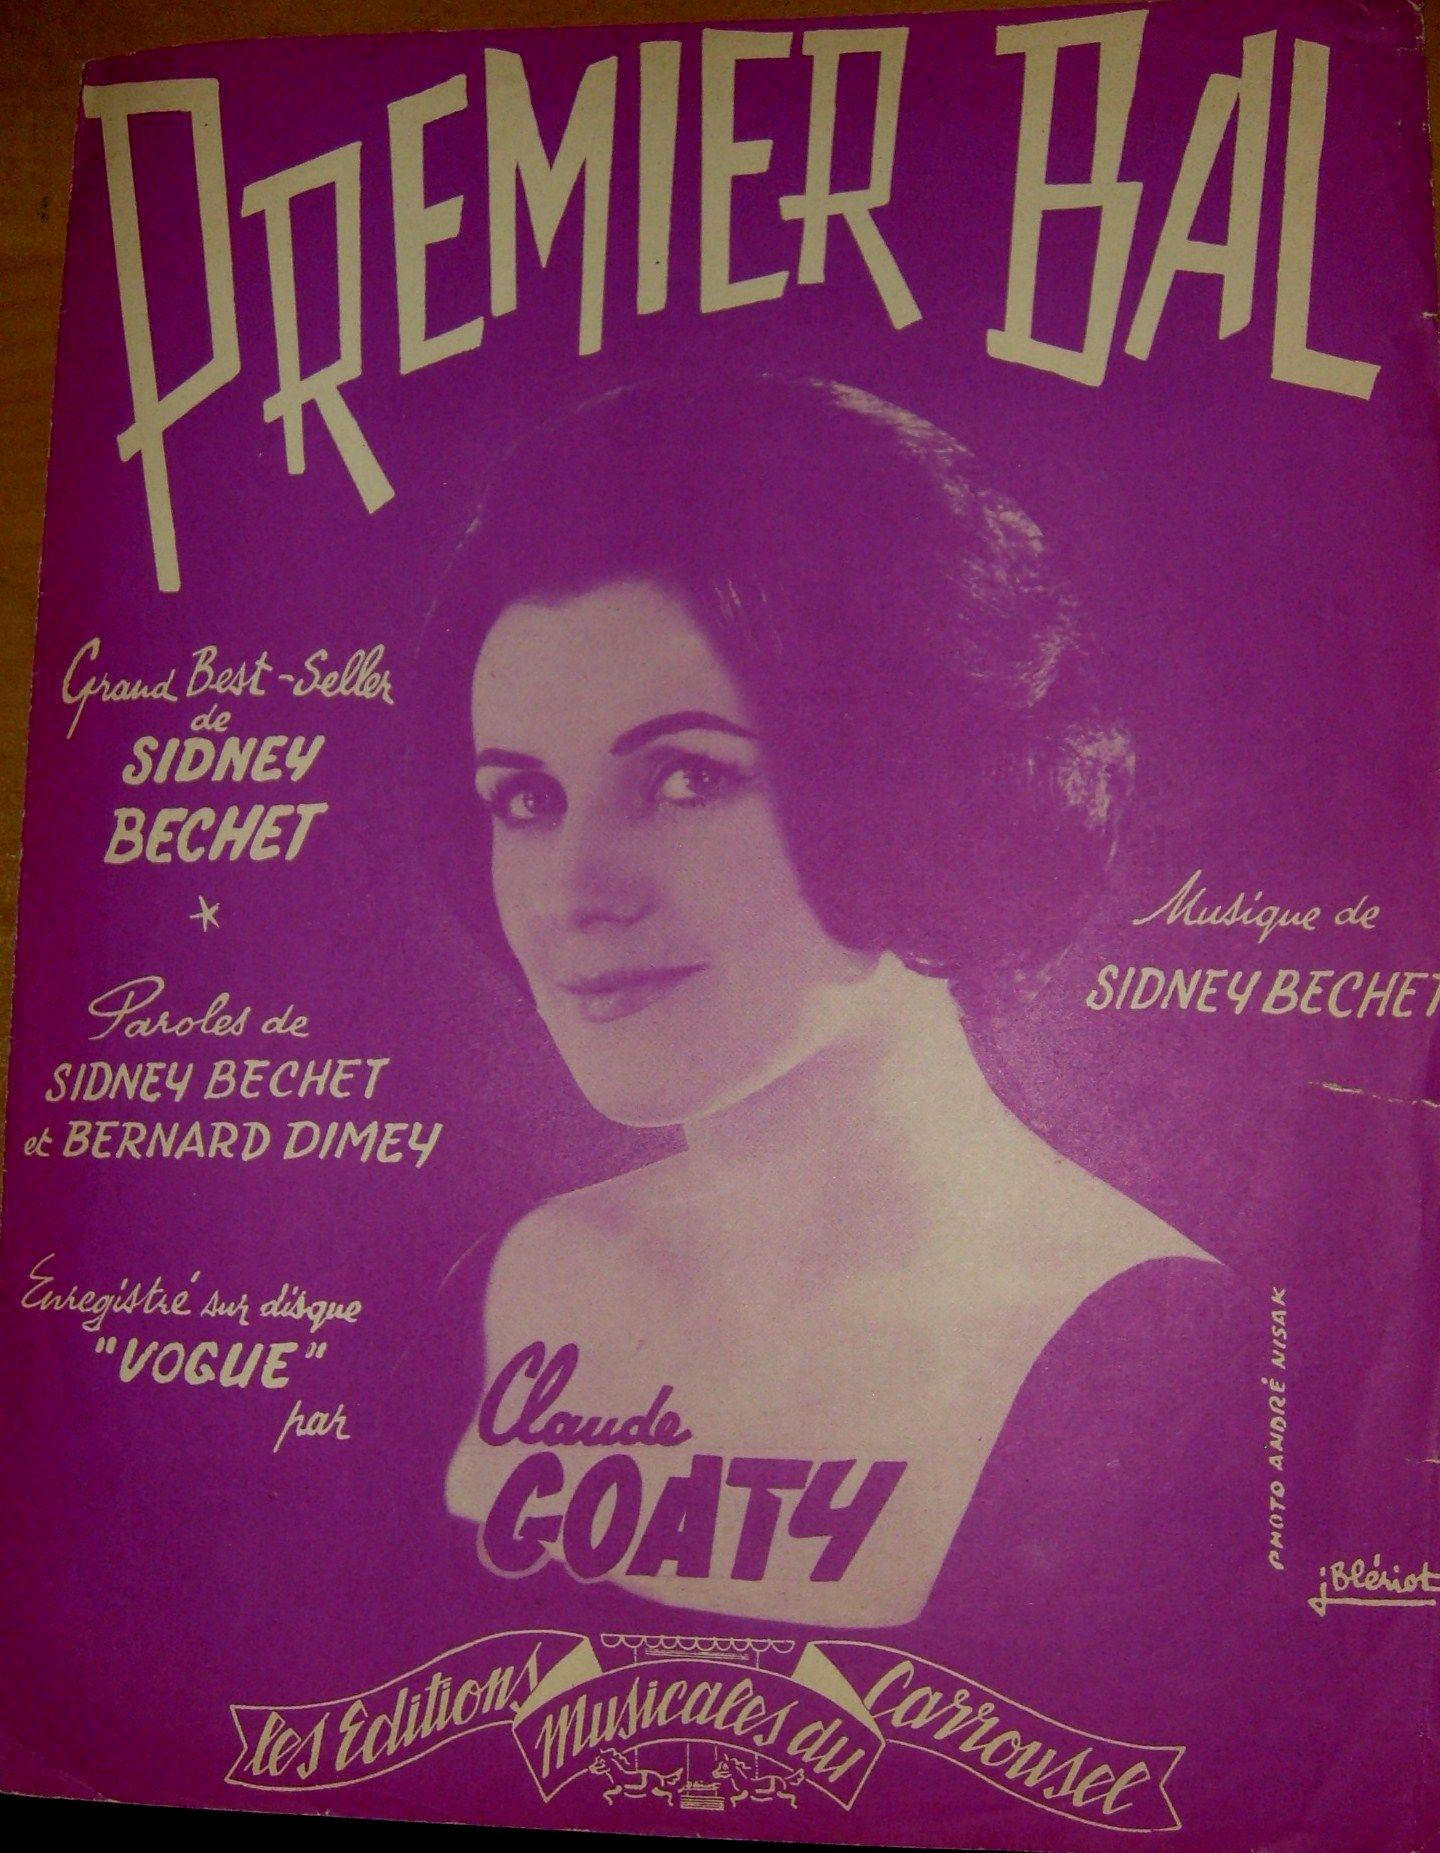 PREMIER BAL
Grand Best-Seller
de
SIDNEY
BECHET
Musique de
SIDNEY BECHET
Paroles de
SIDNEY BECHET
et BERNARD DIMEY
Enregistré sur disque
"VOGUE"
par
Claude
GOATY
PHOTO ANDRÉ NISAK
j Blériot
les Editions Musicales du Carrousel